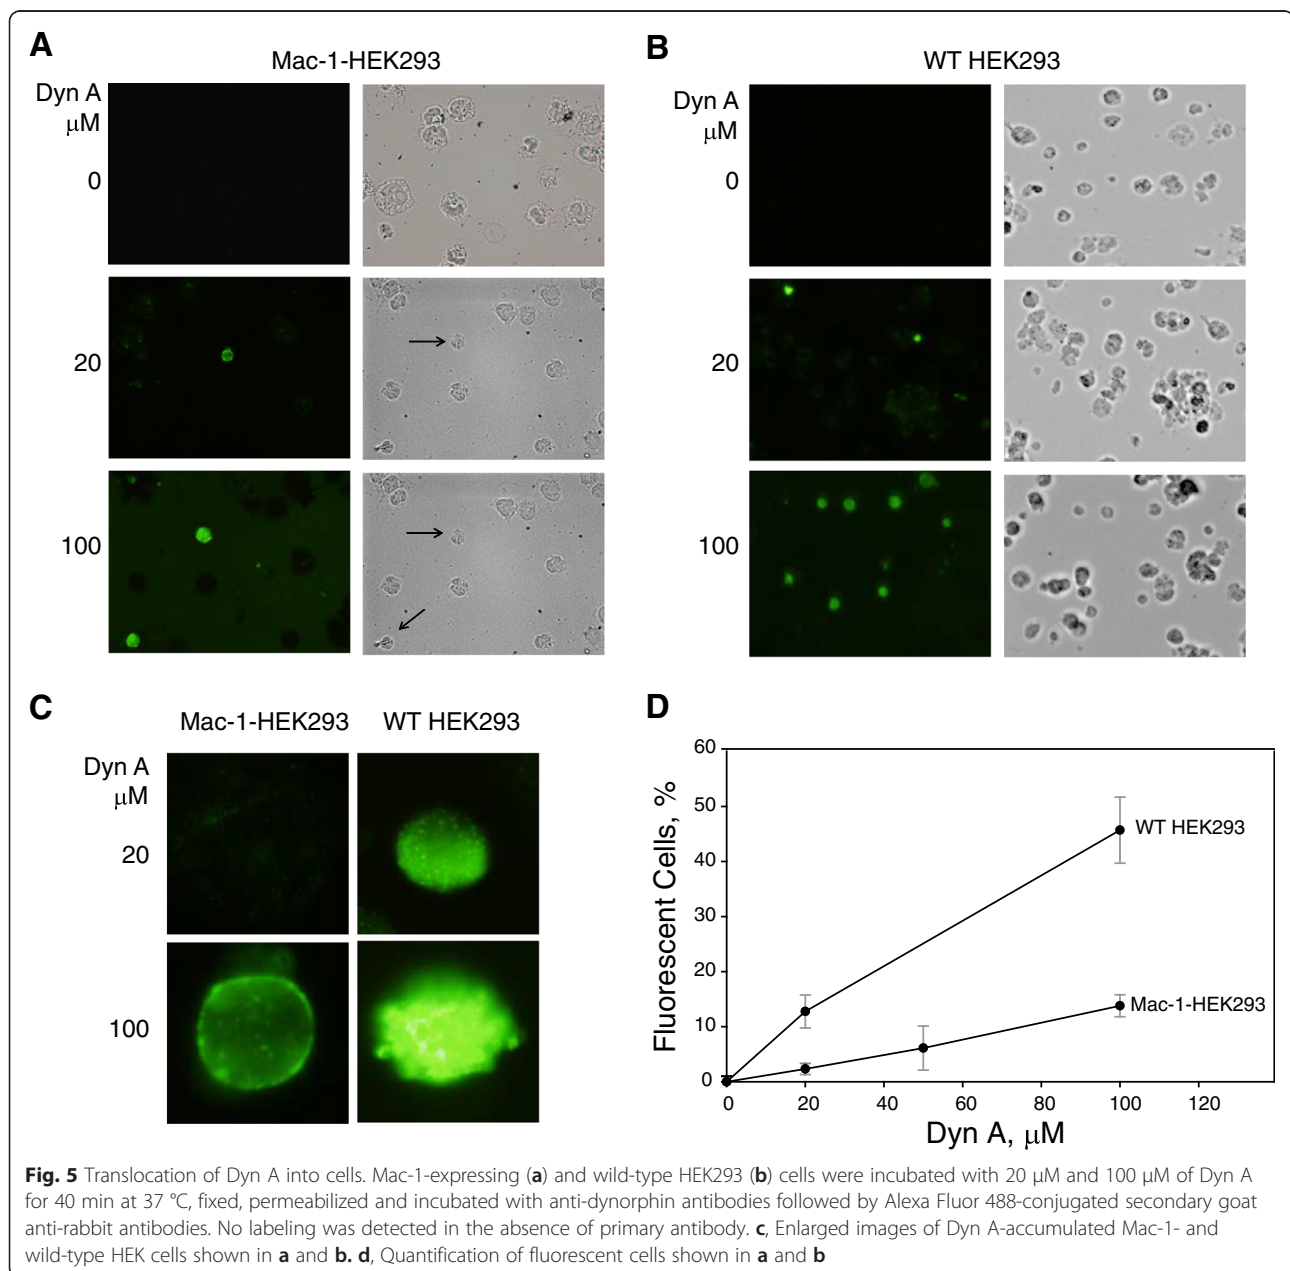 A
Mac-1-HEK293
Dyn A
μM
0
20
100
B
WT HEK293
Dyn A
μM
0
20
100
C
Mac-1-HEK293
WT HEK293
Dyn A
μM
20
100
D
Fluorescent Cells, %
60
50
40
30
20
10
0
WT HEK293
Mac-1-HEK293
0
20
40
60
80
100
120
Dyn A, μM
Fig. 5 Translocation of Dyn A into cells. Mac-1-expressing (a) and wild-type HEK293 (b) cells were incubated with 20 μM and 100 μM of Dyn A
for 40 min at 37 °C, fixed, permeabilized and incubated with anti-dynorphin antibodies followed by Alexa Fluor 488-conjugated secondary goat
anti-rabbit antibodies. No labeling was detected in the absence of primary antibody. c, Enlarged images of Dyn A-accumulated Mac-1- and
wild-type HEK cells shown in a and b. d, Quantification of fluorescent cells shown in a and b